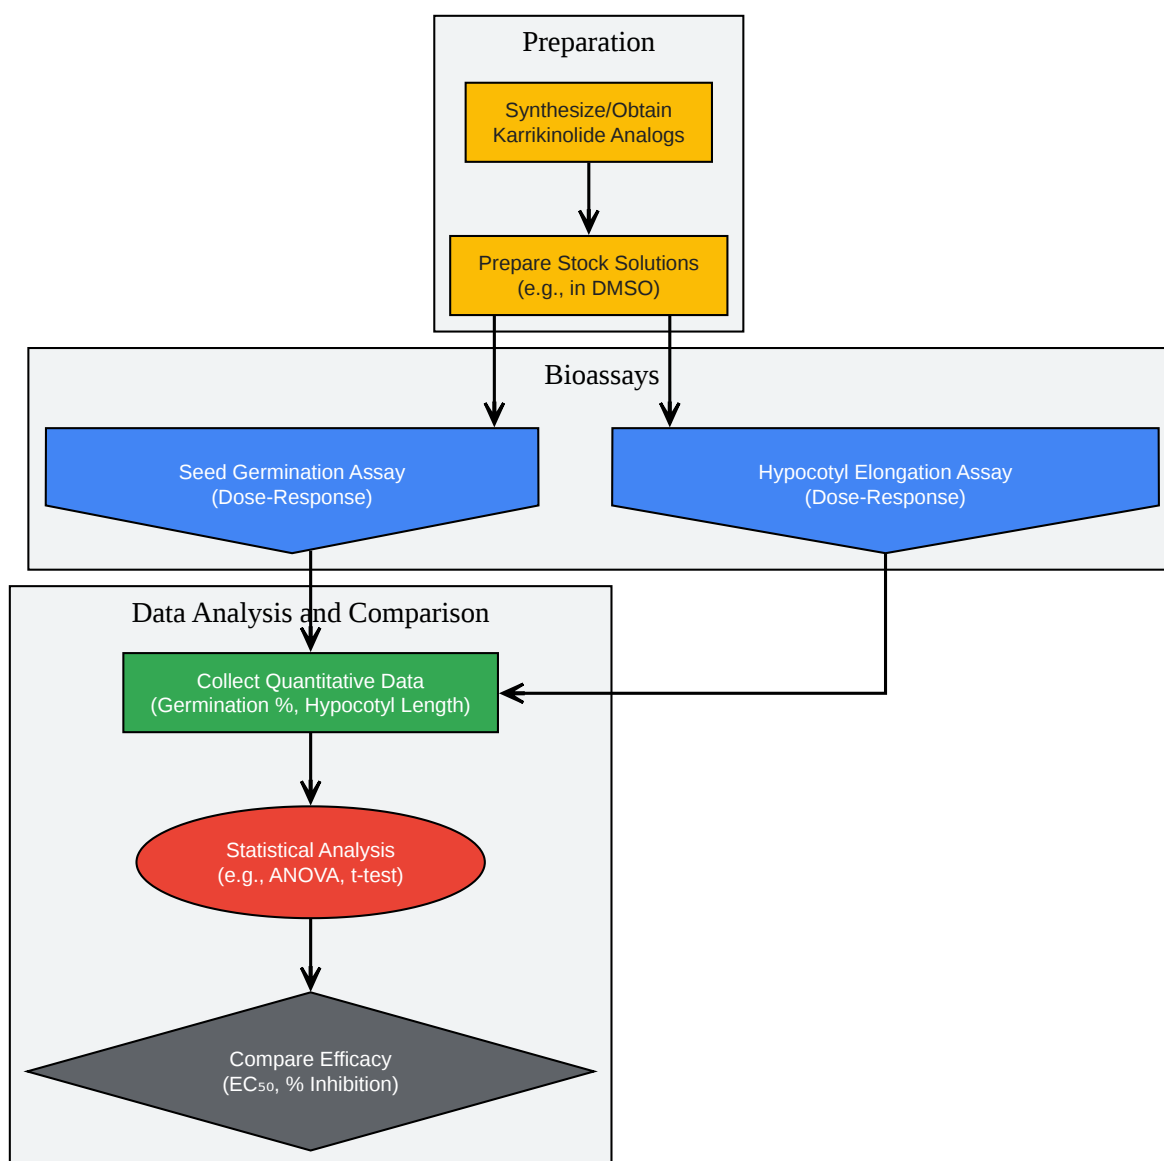 Preparation
Synthesize/Obtain
Karrikinolide Analogs
Prepare Stock Solutions
(e.g., in DMSO)
Bioassays
Seed Germination Assay
(Dose-Response)
Hypocotyl Elongation Assay
(Dose-Response)
Data Analysis and Comparison
Collect Quantitative Data
(Germination %, Hypocotyl Length)
Statistical Analysis
(e.g., ANOVA, t-test)
Compare Efficacy
(EC₅₀, % Inhibition)